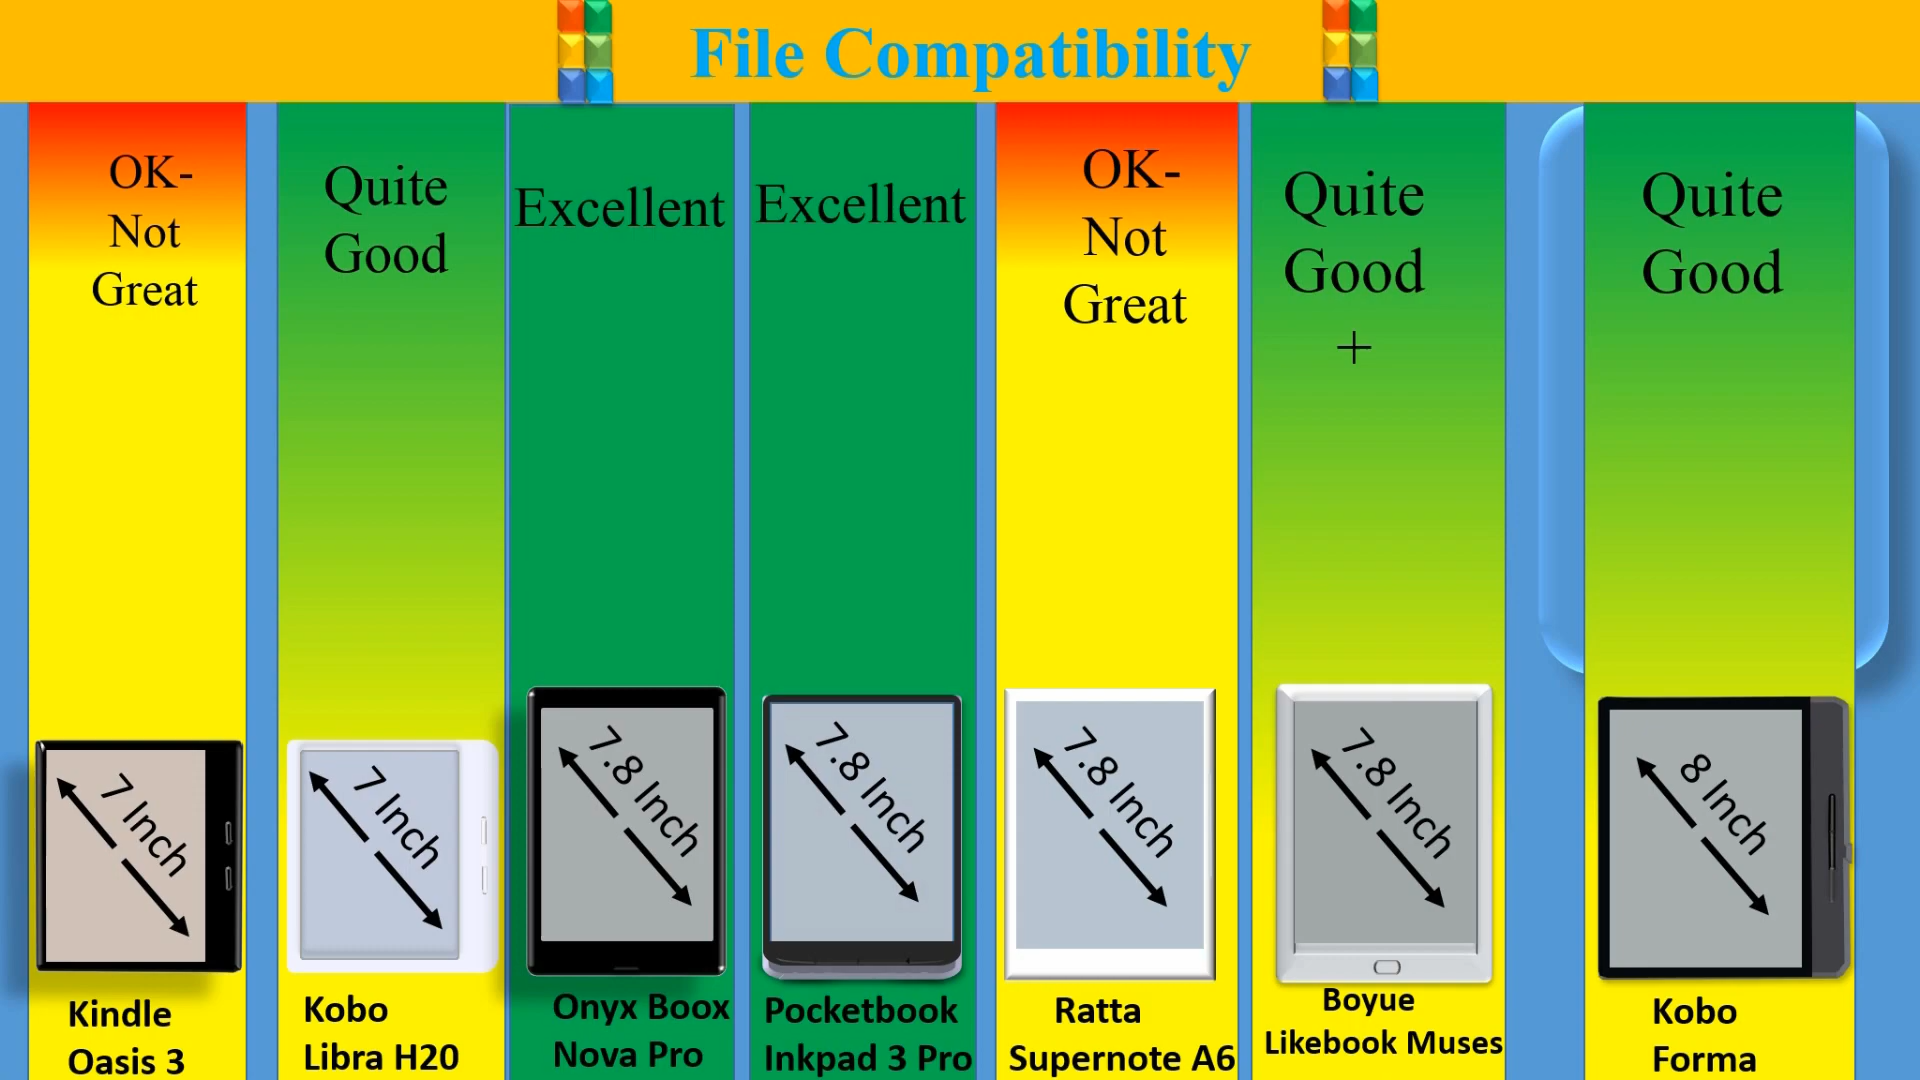 File Compatibility
OK-
Not
Great
Quite
Good
Excellent
Excellent
OK-
Not
Great
Quite
Good
+
Quite
Good
7 Inch
7 Inch
7.8 Inch
7.8 Inch
7.8 Inch
7.8 Inch
8 Inch
Kindle
Oasis 3
Kobo
Libra H20
Onyx Boox
Nova Pro
Pocketbook
Inkpad 3 Pro
Ratta
Supernote A6
Boyue
Likebook Muses
Kobo
Forma